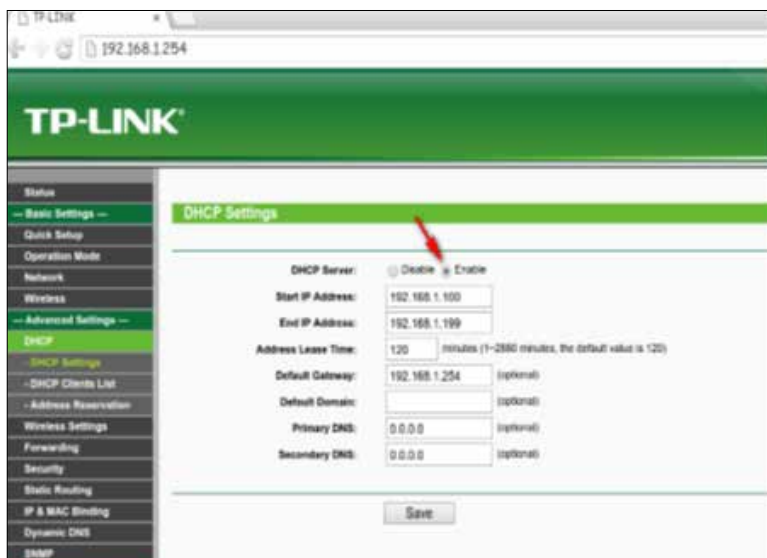 TP-LINK
192.168.1.254
TP-LINK
Status
-- Basic Settings --
Quick Setup
Operation Mode
Network
Wireless
-- Advanced Settings --
DHCP
- DHCP Settings
- DHCP Clients List
- Address Reservation
Wireless Settings
Forwarding
Security
Static Routing
IP & MAC Binding
Dynamic DNS
SNMP
DHCP Settings
DHCP Server: Disable Enable
Start IP Address: 192.168.1.100
End IP Address: 192.168.1.199
Address Lease Time: 120 minutes (1~2880 minutes, the default value is 120)
Default Gateway: 192.168.1.254 (optional)
Default Domain: (optional)
Primary DNS: 0.0.0.0 (optional)
Secondary DNS: 0.0.0.0 (optional)
Save